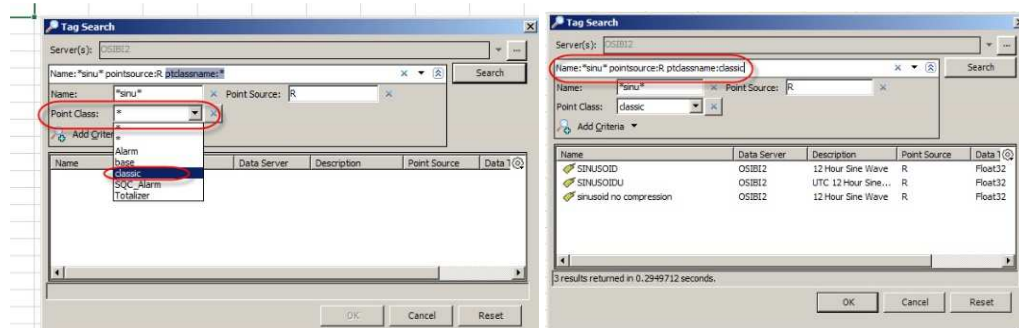 Tag Search
Server(s): OSIBI2
Name:*sinu* pointsource:R ptclassname:*
Search
Name: *sinu* Point Source: R
Point Class: *
Add Criter
*
*
Alarm
base
classic
SQC_Alarm
Totalizer
Name Data Server Description Point Source Data
OK Cancel Reset
Tag Search
Server(s): OSIBI2
Name:*sinu* pointsource:R ptclassname:classic
Search
Name: *sinu* Point Source: R
Point Class: classic
Add Criteria
Name Data Server Description Point Source Data
SINUSOID OSIBI2 12 Hour Sine Wave R Float32
SINUSOIDU OSIBI2 UTC 12 Hour Sine... R Float32
sinusoid no compression OSIBI2 12 Hour Sine Wave R Float32
3 results returned in 0.2949712 seconds.
OK Cancel Reset